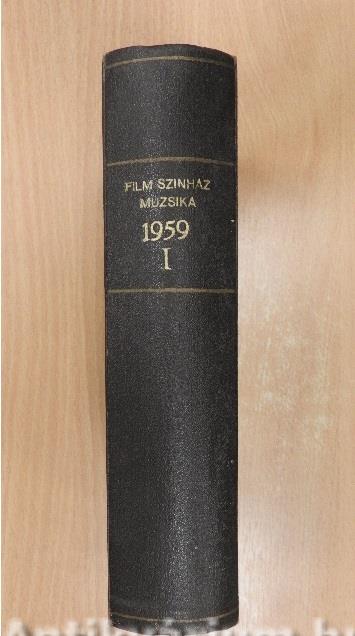 FILM SZINHÁZ
MUZSIKA
1959
I